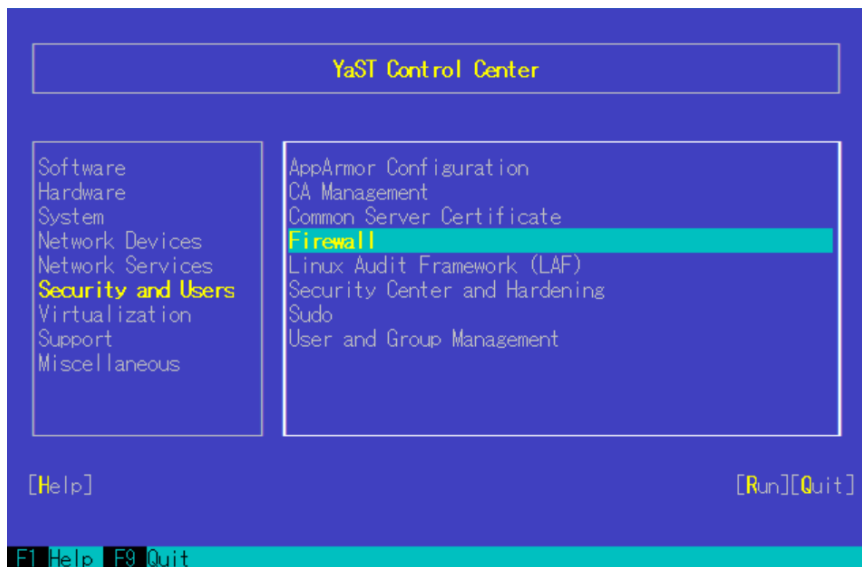 YaST Control Center
Software
Hardware
System
Network Devices
Network Services
Security and Users
Virtualization
Support
Miscellaneous
AppArmor Configuration
CA Management
Common Server Certificate
Firewall
Linux Audit Framework (LAF)
Security Center and Hardening
Sudo
User and Group Management
[Help] [Run][Quit]
F1 Help F9 Quit